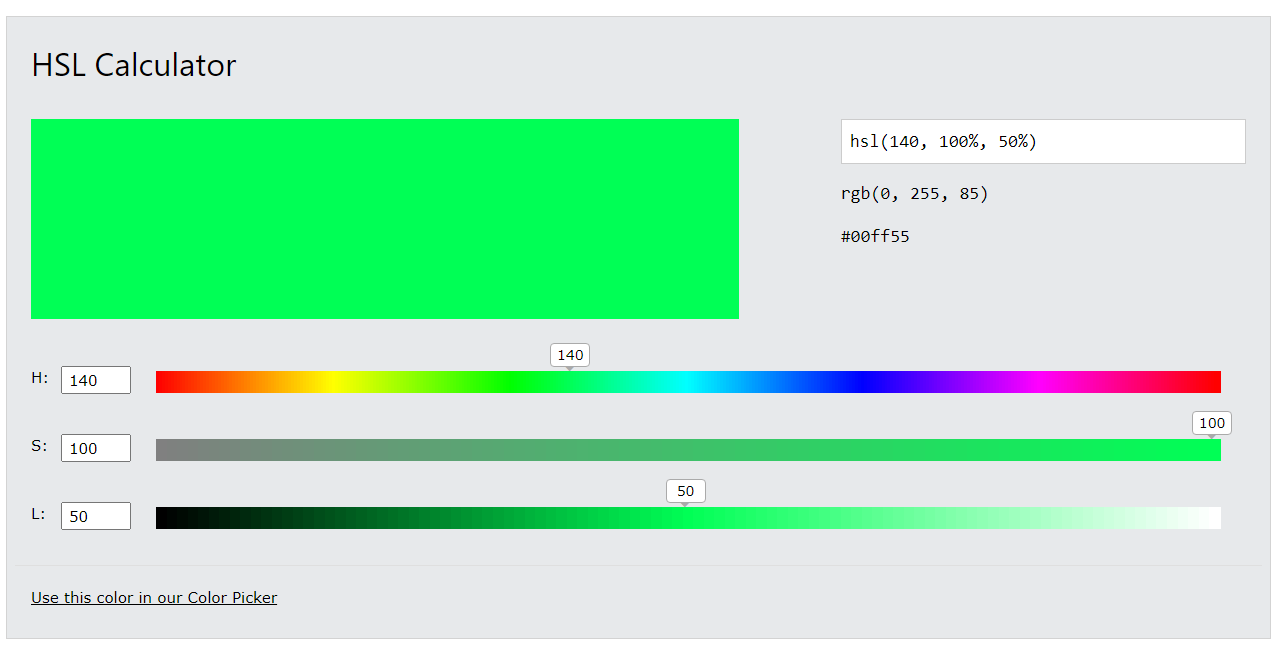 HSL Calculator
hsl(140, 100%, 50%)
rgb(0, 255, 85)
#00ff55
140
H: 140
100
S: 100
50
L: 50
Use this color in our Color Picker